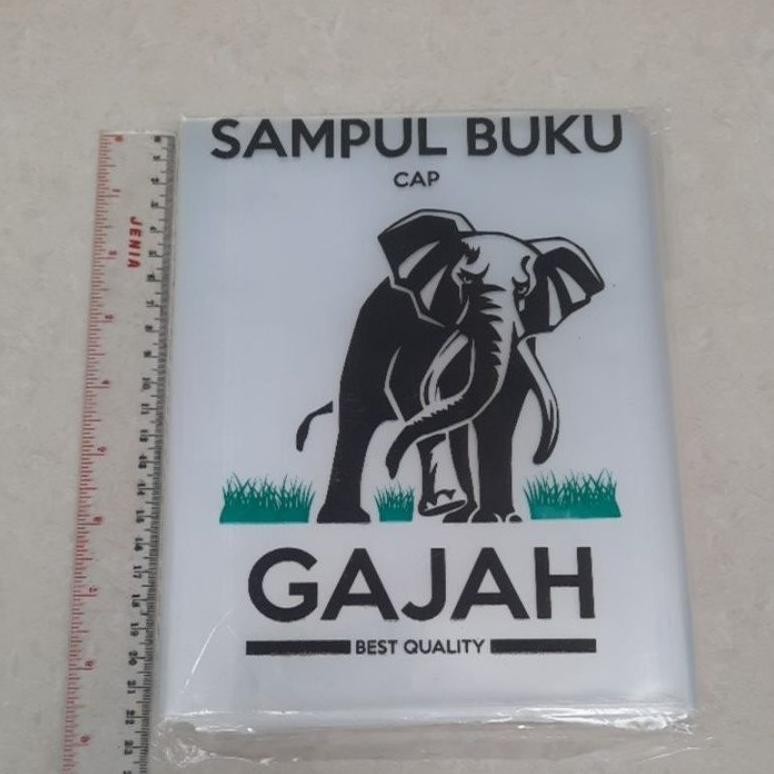 SAMPUL BUKU
CAP
GAJAH
BEST QUALITY
JENIA